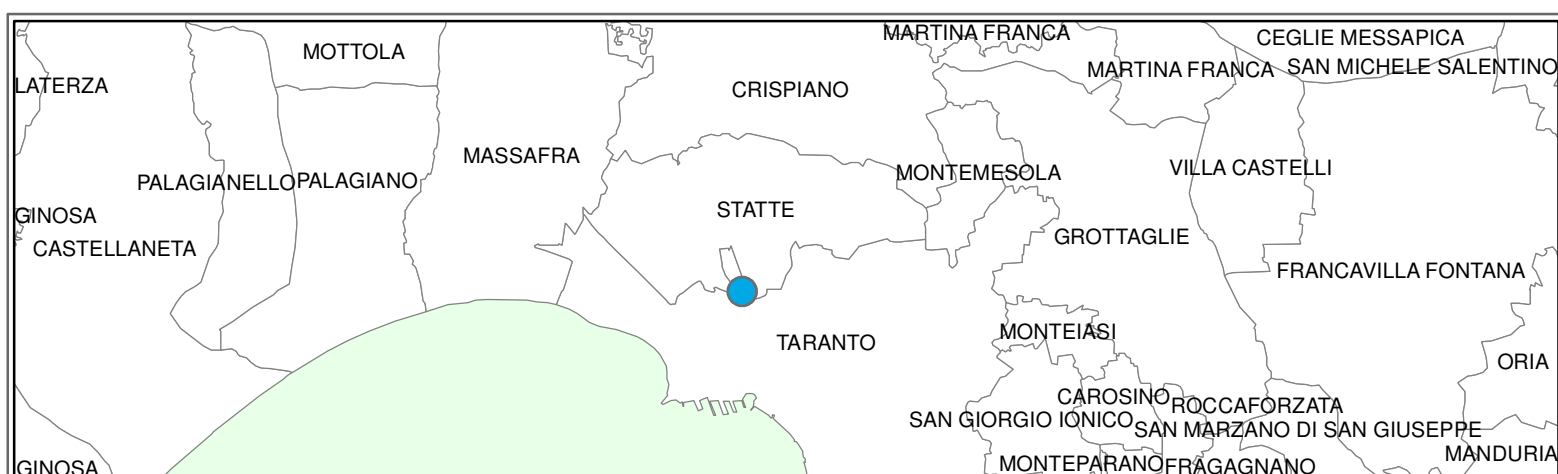 MARTINA FRANCA
CEGLIE MESSAPICA
MOTTOLA
MARTINA FRANCA
SAN MICHELE SALENTINO
LATERZA
CRISPIANO
MASSAFRA
VILLA CASTELLI
MONTEMESOLA
PALAGIANELLO
PALAGIANO
STATTE
GINOSA
GROTTAGLIE
CASTELLANETA
FRANCAVILLA FONTANA
MONTEIASI
TARANTO
ORIA
CAROSINO
ROCCAFORZATA
SAN GIORGIO IONICO
SAN MARZANO DI SAN GIUSEPPE
MANDURIA
MONTEPARANO
FRAGAGNANO
GINOSA